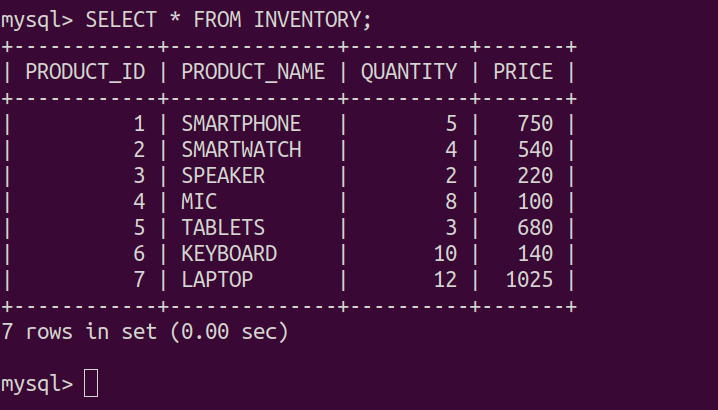 mysql> SELECT * FROM INVENTORY;
+------------+--------------+----------+-------+
| PRODUCT_ID | PRODUCT_NAME | QUANTITY | PRICE |
+------------+--------------+----------+-------+
|          1 | SMARTPHONE   |        5 |   750 |
|          2 | SMARTWATCH   |        4 |   540 |
|          3 | SPEAKER      |        2 |   220 |
|          4 | MIC          |        8 |   100 |
|          5 | TABLETS      |        3 |   680 |
|          6 | KEYBOARD     |       10 |   140 |
|          7 | LAPTOP       |       12 |  1025 |
+------------+--------------+----------+-------+
7 rows in set (0.00 sec)
mysql>